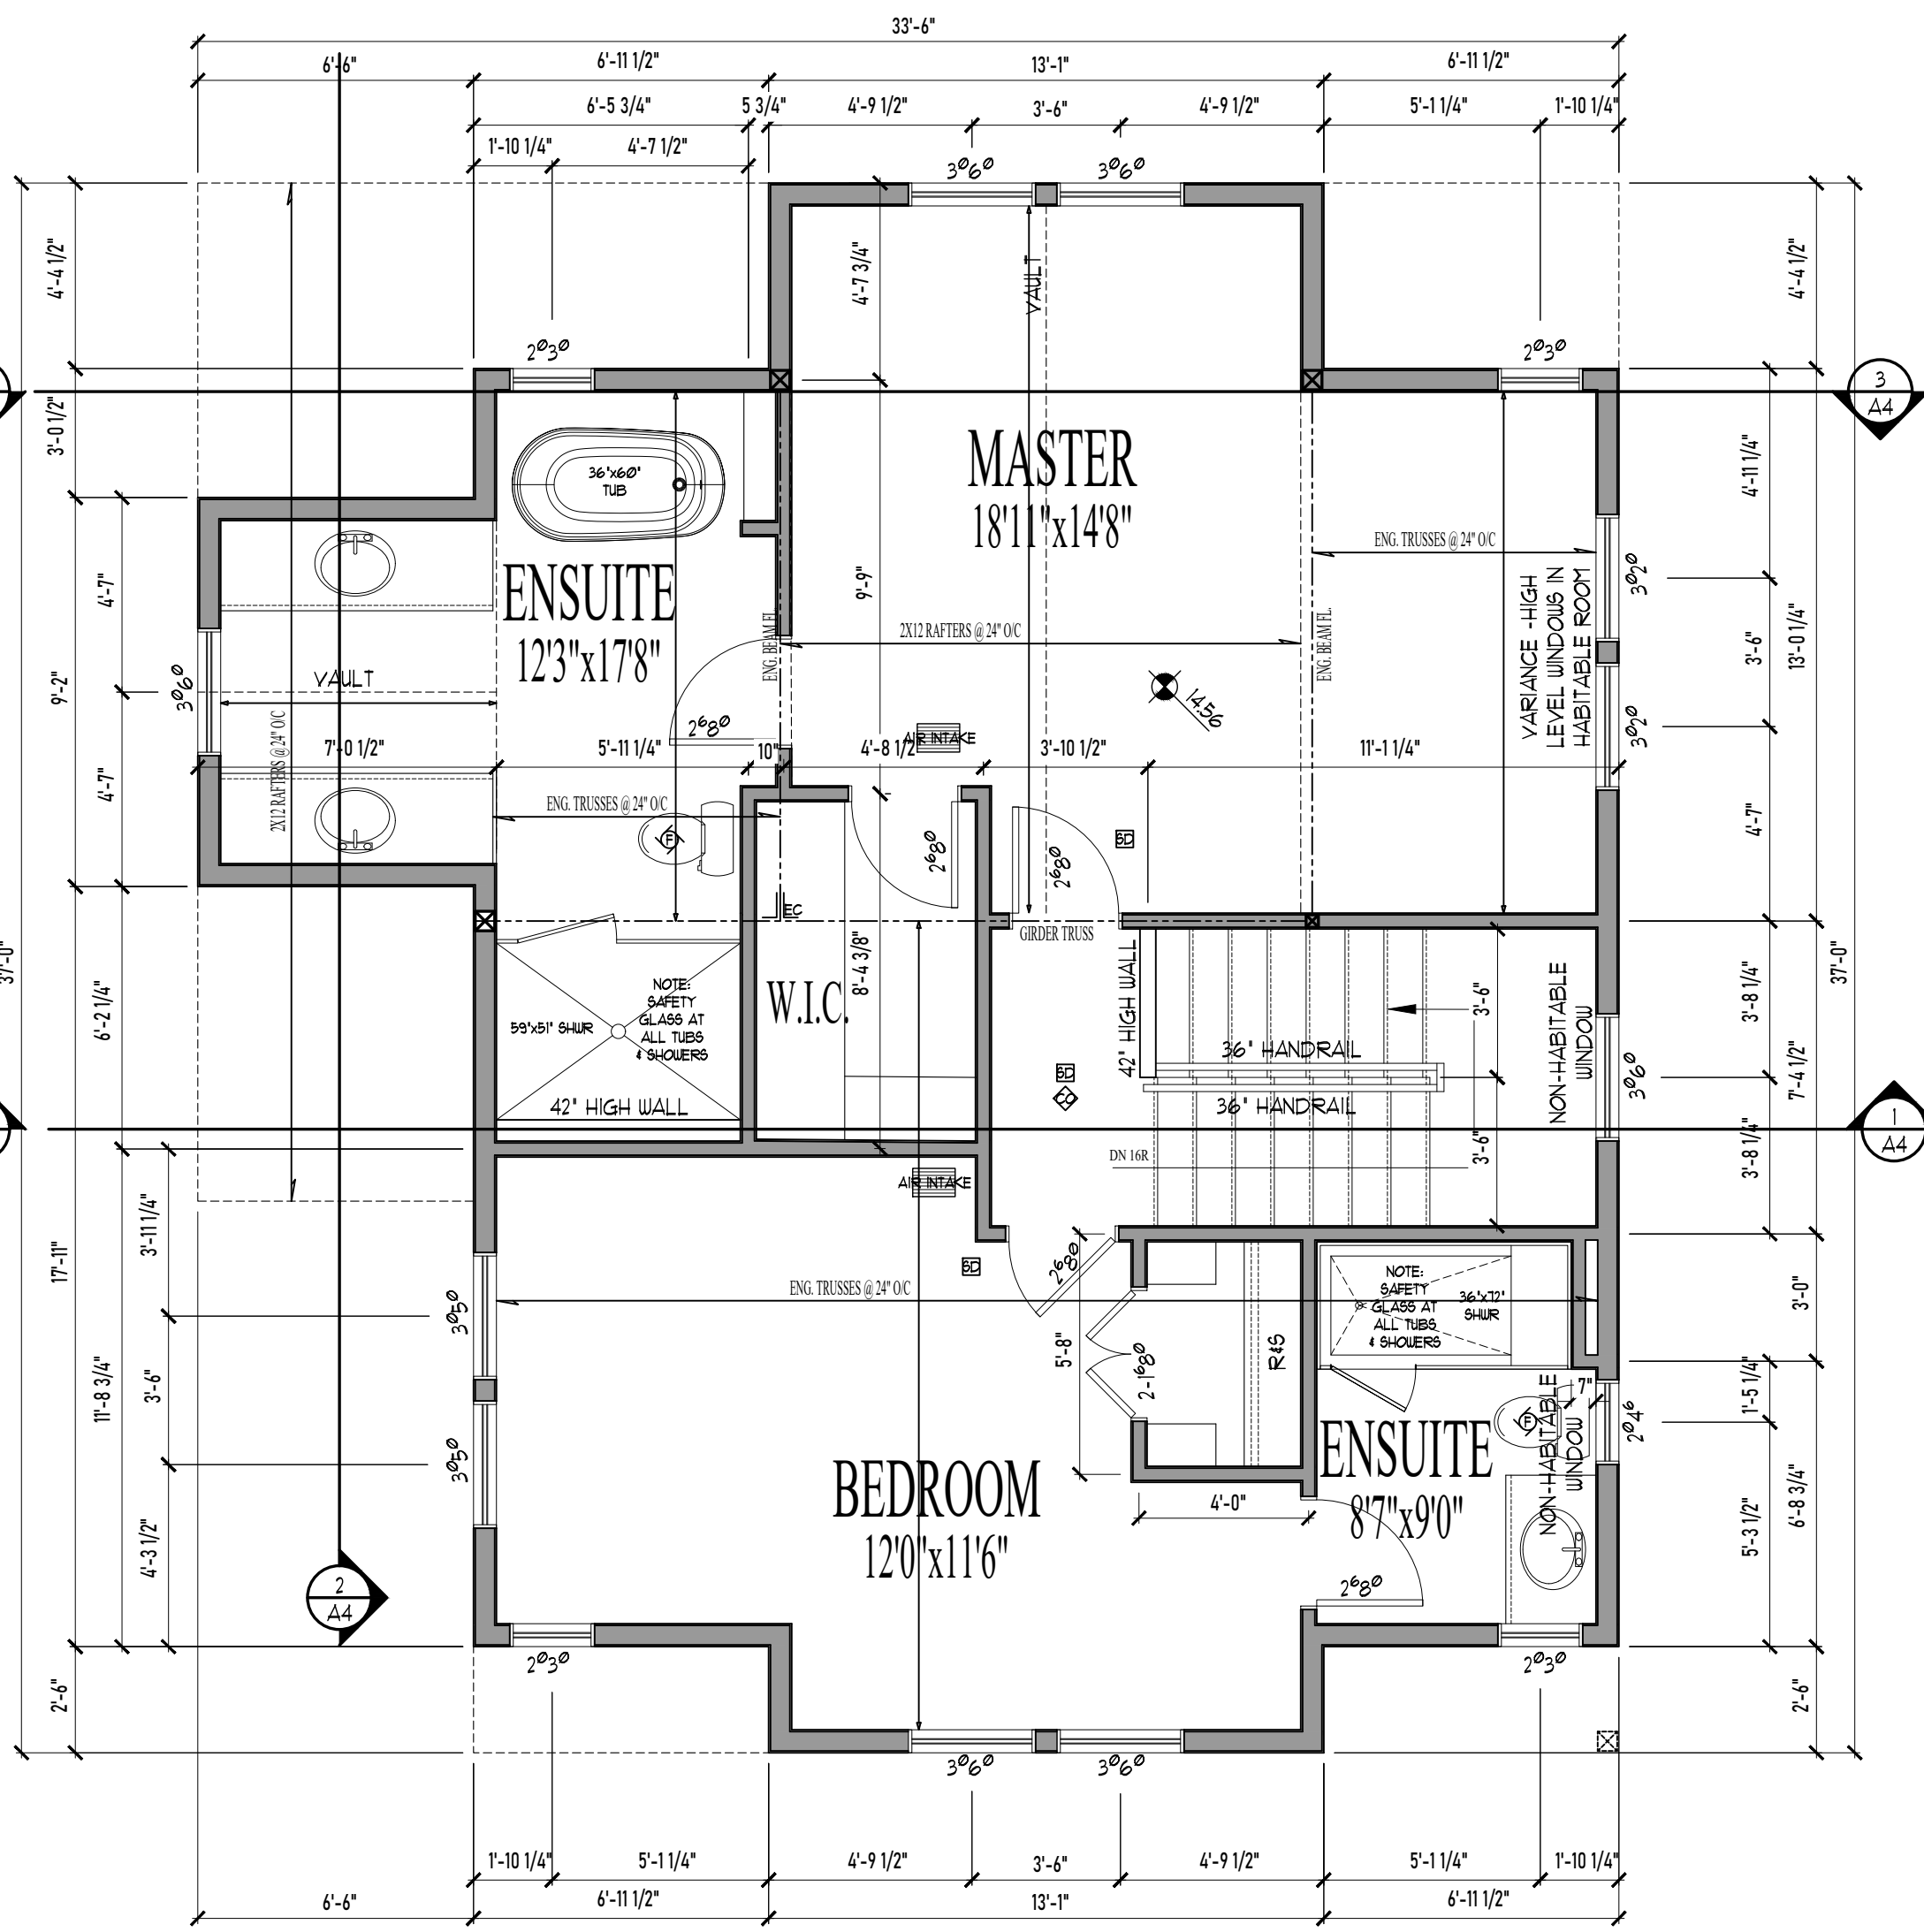 33'-6"
6'-6"
6'-11 1/2"
13'-1"
6'-11 1/2"
6'-5 3/4"
5 3/4"
4'-9 1/2"
3'-6"
4'-9 1/2"
5'-1 1/4"
1'-10 1/4"
1'-10 1/4"
4'-7 1/2"
3⁰6⁰
3⁰6⁰
4'-4 1/2"
4'-7 3/4"
VAULT
4'-4 1/2"
2⁰3⁰
2⁰3⁰
3
A4
3'-0 1/2"
36"x60"
TUB
MASTER
18'11"x14'8"
4'-11 1/4"
ENG. TRUSSES @ 24" O/C
4'-7"
ENSUITE
12'3"x17'8"
9'-9"
3⁰2⁰
ENG. BEAM FL.
2X12 RAFTERS @ 24" O/C
ENG. BEAM FL.
VARIANCE -HIGH
LEVEL WINDOWS IN
HABITABLE ROOM
3'-6"
13'-0 1/4"
9'-2"
3⁰6⁰
VAULT
14.56
2⁶8⁰
3⁰2⁰
AIR INTAKE
7'-0 1/2"
5'-11 1/4"
10"
4'-8 1/2"
3'-10 1/2"
11'-1 1/4"
2X12 RAFTERS @ 24" O/C
4'-7"
ENG. TRUSSES @ 24" O/C
4'-7"
F
2⁶8⁰
2⁶8⁰
SD
EC
GIRDER TRUSS
37'-0"
37'-0"
6'-2 1/4"
NOTE:
SAFETY
GLASS AT
ALL TUBS
& SHOWERS
59"x51" SHWR
W.I.C.
8'-4 3/8"
42" HIGH WALL
3'-6"
NON-HABITABLE
WINDOW
3'-8 1/4"
36" HANDRAIL
SD
CO
36" HANDRAIL
3⁰6⁰
7'-4 1/2"
42" HIGH WALL
1
A4
DN 16R
3'-6"
3'-8 1/4"
AIR INTAKE
3'-11 1/4"
17'-11"
SD
2⁶8⁰
ENG. TRUSSES @ 24" O/C
NOTE:
SAFETY
GLASS AT
ALL TUBS
& SHOWERS
36"x72"
SHWR
3'-0"
3⁰5⁰
5'-8"
2-1⁶8⁰
R&S
11'-8 3/4"
3'-6"
7"
1'-5 1/4"
3⁰5⁰
F
2⁰4⁶
NON-HABITABLE
WINDOW
BEDROOM
12'0"x11'6"
4'-0"
ENSUITE
8'7"x9'0"
6'-8 3/4"
5'-3 1/2"
4'-3 1/2"
2⁶8⁰
2
A4
2⁰3⁰
2⁰3⁰
2'-6"
2'-6"
3⁰6⁰
3⁰6⁰
1'-10 1/4"
5'-1 1/4"
4'-9 1/2"
3'-6"
4'-9 1/2"
5'-1 1/4"
1'-10 1/4"
6'-6"
6'-11 1/2"
13'-1"
6'-11 1/2"